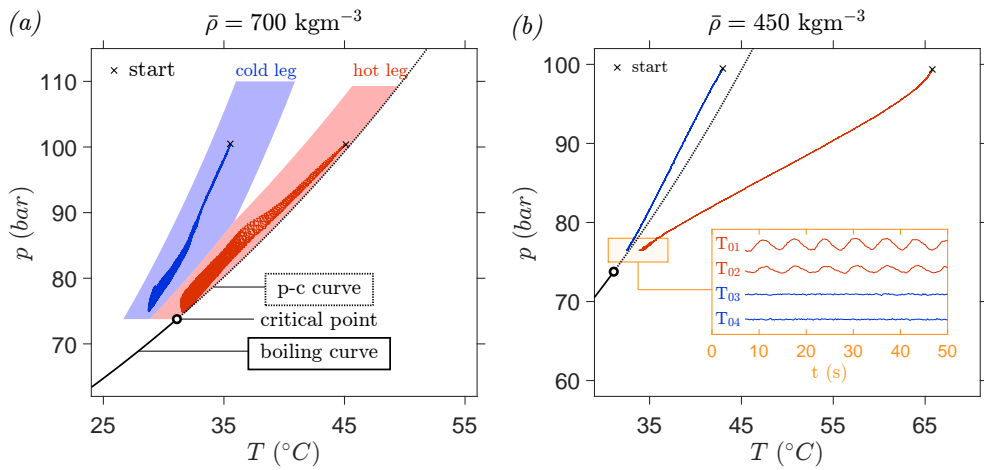 (a)
ρ̄ = 700 kgm⁻³
× start
cold leg
hot leg
p-c curve
critical point
boiling curve
p (bar)
110
100
90
80
70
25
35
45
55
T (°C)
(b)
ρ̄ = 450 kgm⁻³
× start
p (bar)
100
90
80
70
60
T₀₁
T₀₂
T₀₃
T₀₄
0
10
20
30
40
50
t (s)
35
45
55
65
T (°C)